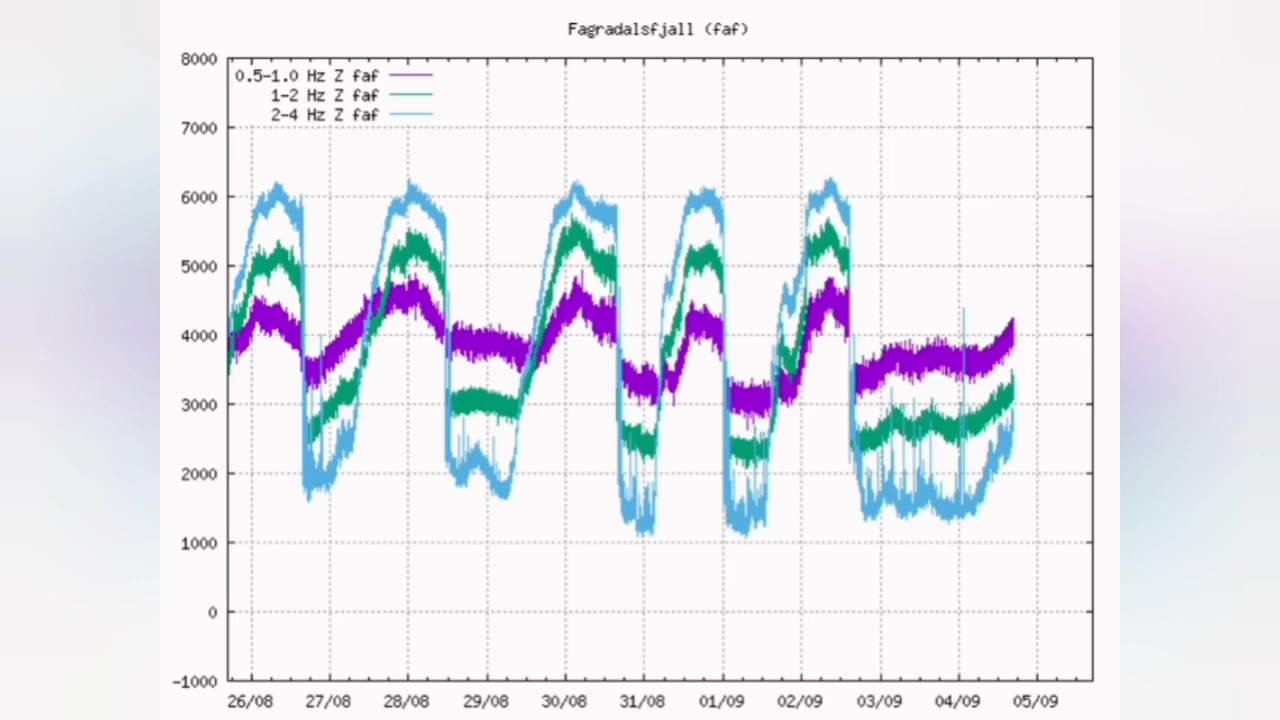 Fagradalsfjall (faf)
8000
0.5-1.0 Hz Z faf
1-2 Hz Z faf
2-4 Hz Z faf
7000
6000
5000
4000
3000
2000
1000
0
-1000
26/08 27/08 28/08 29/08 30/08 31/08 01/09 02/09 03/09 04/09 05/09